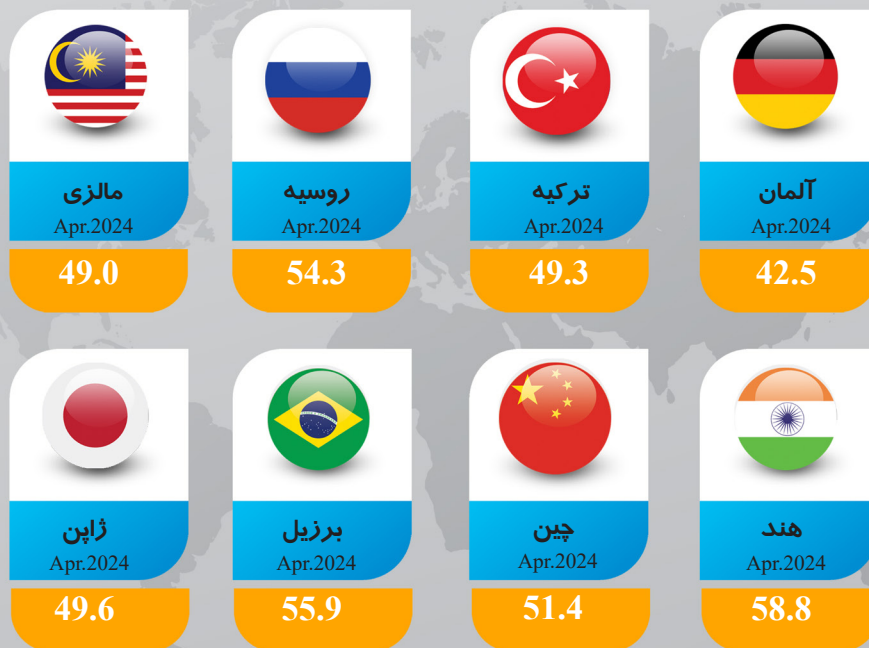 آلمان
Apr.2024
42.5
ترکیه
Apr.2024
49.3
روسیه
Apr.2024
54.3
مالزی
Apr.2024
49.0
هند
Apr.2024
58.8
چین
Apr.2024
51.4
برزیل
Apr.2024
55.9
ژاپن
Apr.2024
49.6